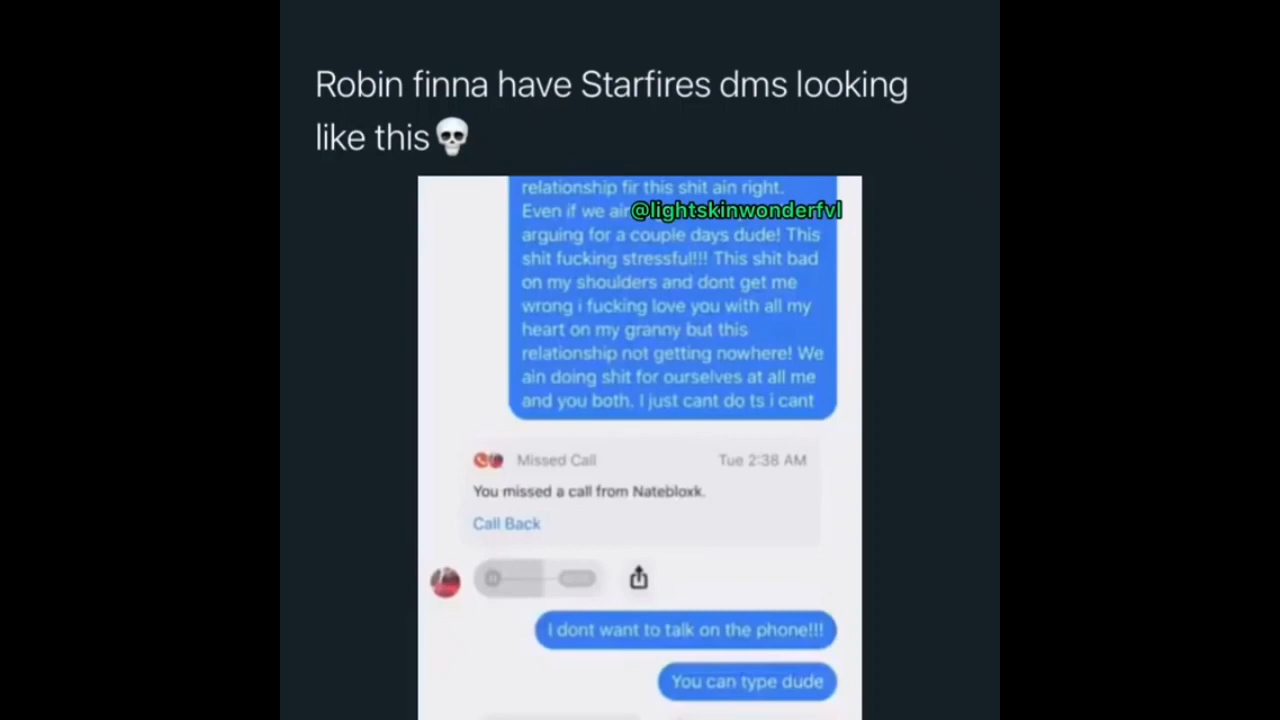 Robin finna have Starfires dms looking
like this💀
relationship fir this shit ain right.
Even if we ain
@lightskinwonderfvl
arguing for a couple days dude! This
shit fucking stressful!!! This shit bad
on my shoulders and dont get me
wrong i fucking love you with all my
heart on my granny but this
relationship not getting nowhere! We
ain doing shit for ourselves at all me
and you both. I just cant do ts i cant
Missed Call Tue 2:38 AM
You missed a call from Natebloxk.
Call Back
I dont want to talk on the phone!!!
You can type dude